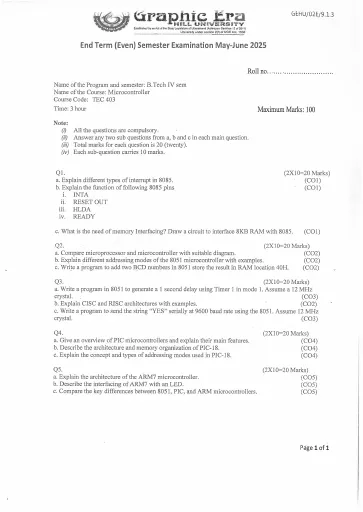 GEHU/02E/9.1.3
Graphic Era
HILL UNIVERSITY
End Term (Even) Semester Examination May-June 2025
Roll no.............................
Name of the Program and semester: B.Tech IV sem
Name of the Course: Microcontroller
Course Code: TEC 403
Time: 3 hour Maximum Marks: 100
Note:
(i) All the questions are compulsory.
(ii) Answer any two sub questions from a, b and c in each main question.
(iii) Total marks for each question is 20 (twenty).
(iv) Each sub-question carries 10 marks.
Q1. (2X10=20 Marks)
a. Explain different types of interrupt in 8085. (CO1)
b. Explain the function of following 8085 pins (CO1)
i. INTA
ii. RESET OUT
iii. HLDA
iv. READY
c. What is the need of memory Interfacing? Draw a circuit to interface 8KB RAM with 8085. (CO1)
Q2. (2X10=20 Marks)
a. Compare microprocessor and microcontroller with suitable diagram. (CO2)
b. Explain different addressing modes of the 8051 microcontroller with examples. (CO2)
c. Write a program to add two BCD numbers in 8051 store the result in RAM location 40H. (CO2)
Q3. (2X10=20 Marks)
a. Write a program in 8051 to generate a 1 second delay using Timer 1 in mode 1. Assume a 12 MHz
crystal. (CO3)
b. Explain CISC and RISC architectures with examples. (CO2)
c. Write a program to send the string "YES" serially at 9600 baud rate using the 8051. Assume 12 MHz
crystal. (CO3)
Q4. (2X10=20 Marks)
a. Give an overview of PIC microcontrollers and explain their main features. (CO4)
b. Describe the architecture and memory organization of PIC-18. (CO4)
c. Explain the concept and types of addressing modes used in PIC-18. (CO4)
Q5. (2X10=20 Marks)
a. Explain the architecture of the ARM7 microcontroller. (CO5)
b. Describe the interfacing of ARM7 with an LED. (CO5)
c. Compare the key differences between 8051, PIC, and ARM microcontrollers. (CO5)
Page 1 of 1